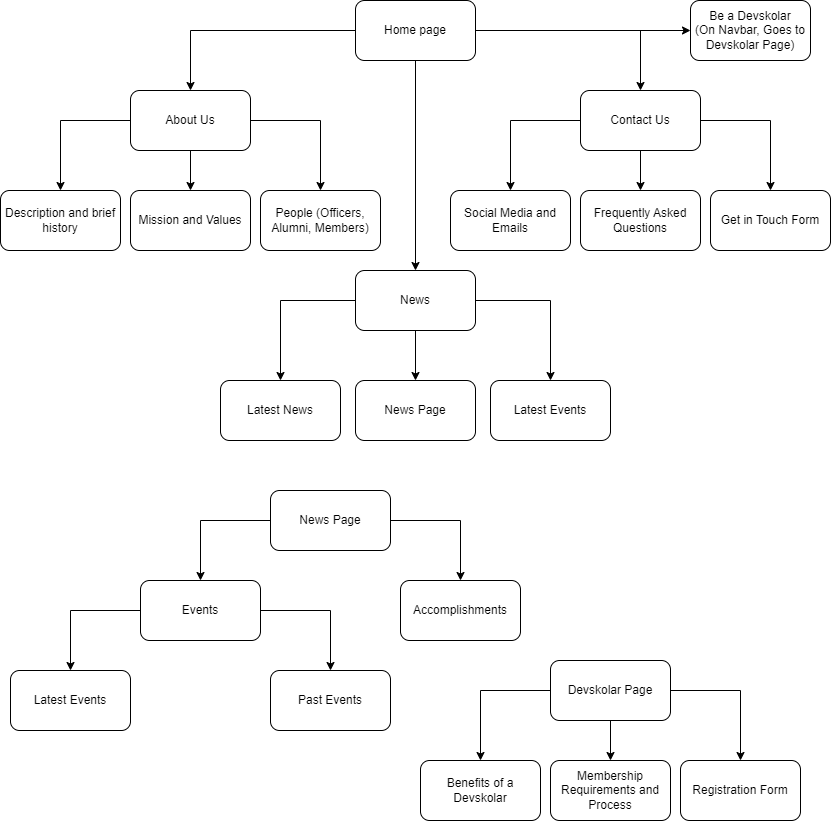 Home page
Be a Devskolar
(On Navbar, Goes to
Devskolar Page)
About Us
Contact Us
Description and brief
history
Mission and Values
People (Officers,
Alumni, Members)
Social Media and
Emails
Frequently Asked
Questions
Get in Touch Form
News
Latest News
News Page
Latest Events
News Page
Events
Accomplishments
Latest Events
Past Events
Devskolar Page
Benefits of a
Devskolar
Membership
Requirements and
Process
Registration Form